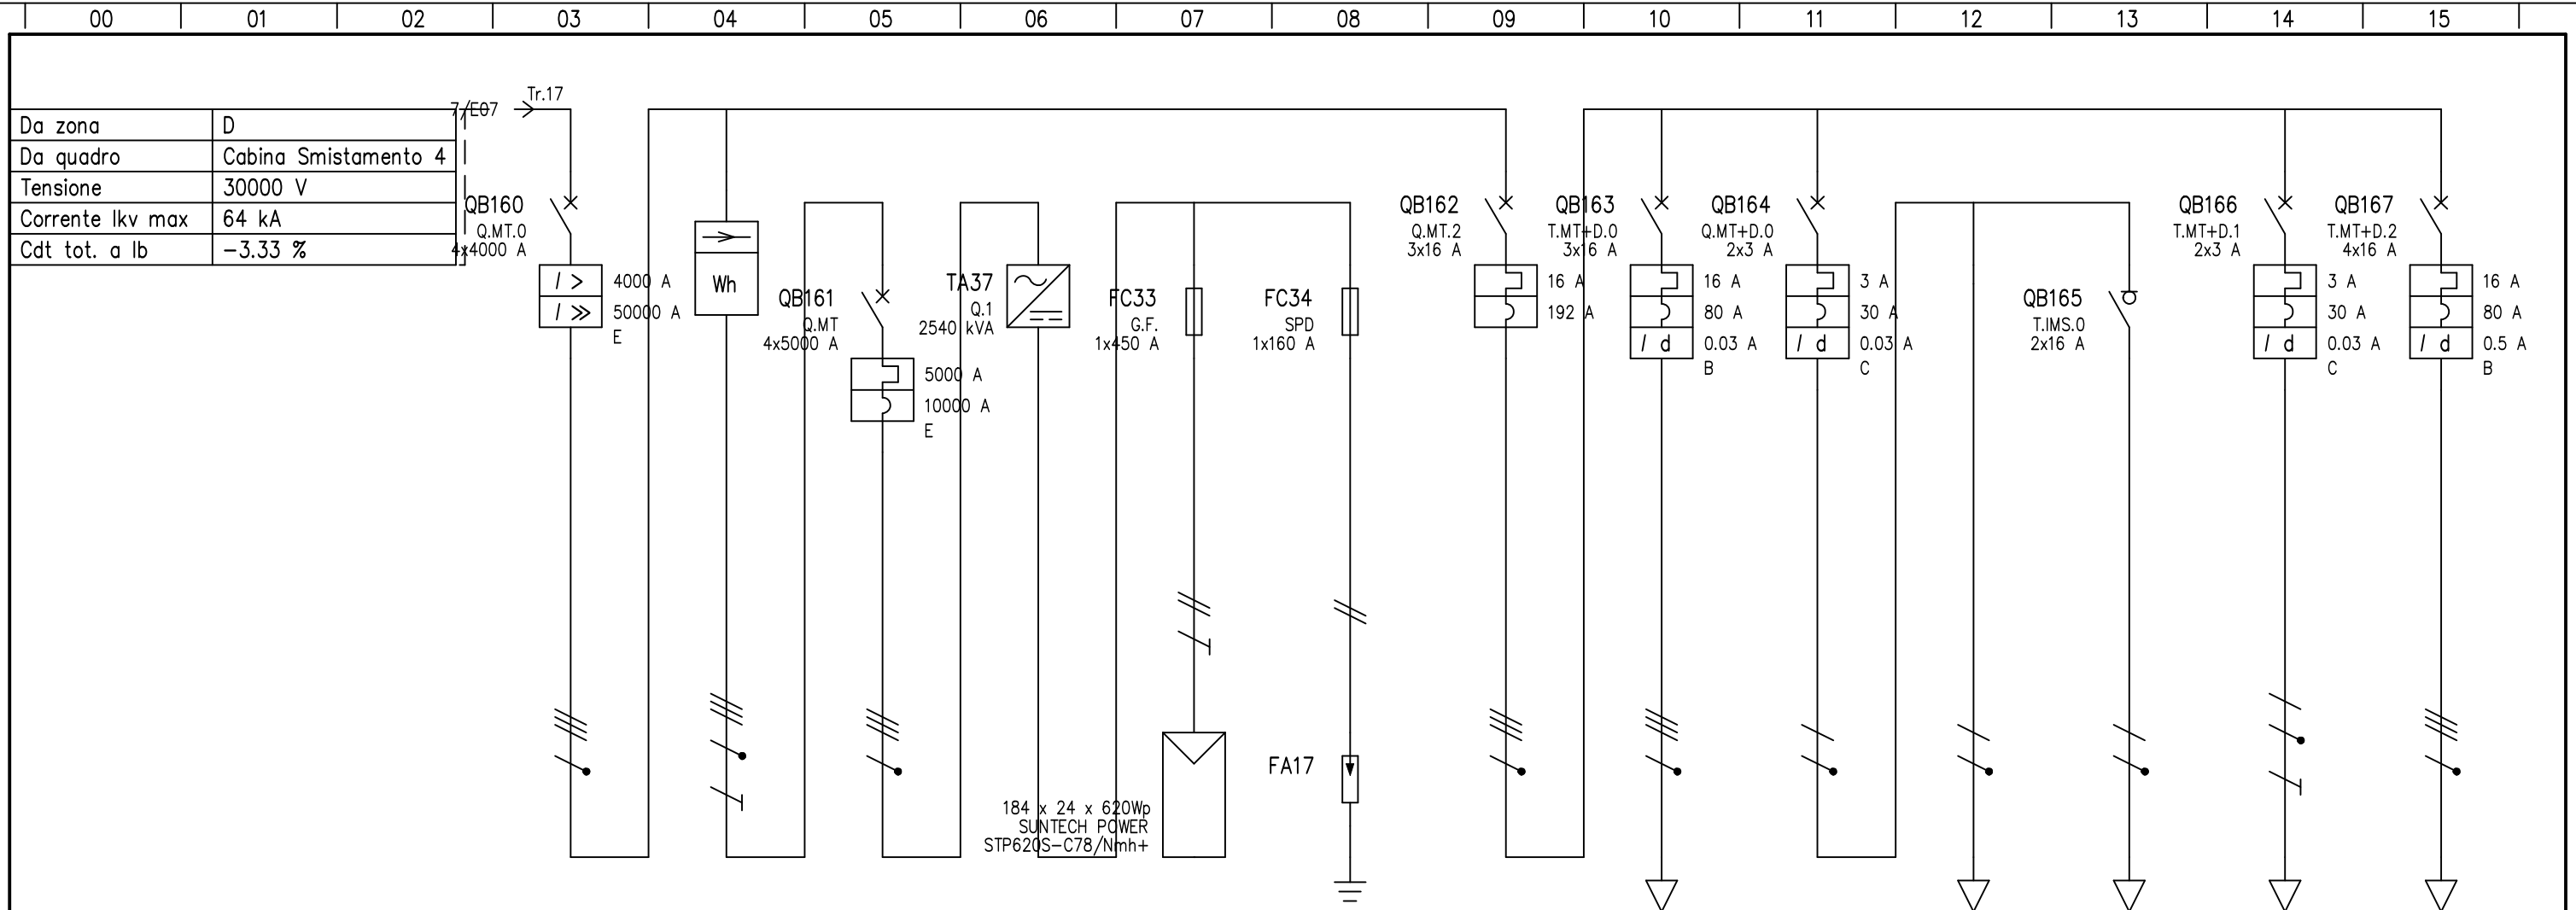 00 01 02 03 04 05 06 07 08 09 10 11 12 13 14 15
7/E07
Tr.17
Da zona D
Da quadro Cabina Smistamento 4
Tensione 30000 V
Corrente Ikv max 64 kA
Cdt tot. a Ib -3.33 %
QB160
Q.MT.0
4x4000 A
I > 4000 A
I >> 50000 A
E
Wh
QB161
Q.MT
4x5000 A
5000 A
10000 A
E
TA37
Q.1
2540 kVA
FC33
G.F.
1x450 A
184 x 24 x 620Wp
SUNTECH POWER
STP620S-C78/Nmh+
FC34
SPD
1x160 A
FA17
QB162
Q.MT.2
3x16 A
16 A
192 A
QB163
T.MT+D.0
3x16 A
16 A
80 A
I d 0.03 A
B
QB164
Q.MT+D.0
2x3 A
3 A
30 A
I d 0.03 A
C
QB165
T.IMS.0
2x16 A
QB166
T.MT+D.1
2x3 A
3 A
30 A
I d 0.03 A
C
QB167
T.MT+D.2
4x16 A
16 A
80 A
I d 0.5 A
B